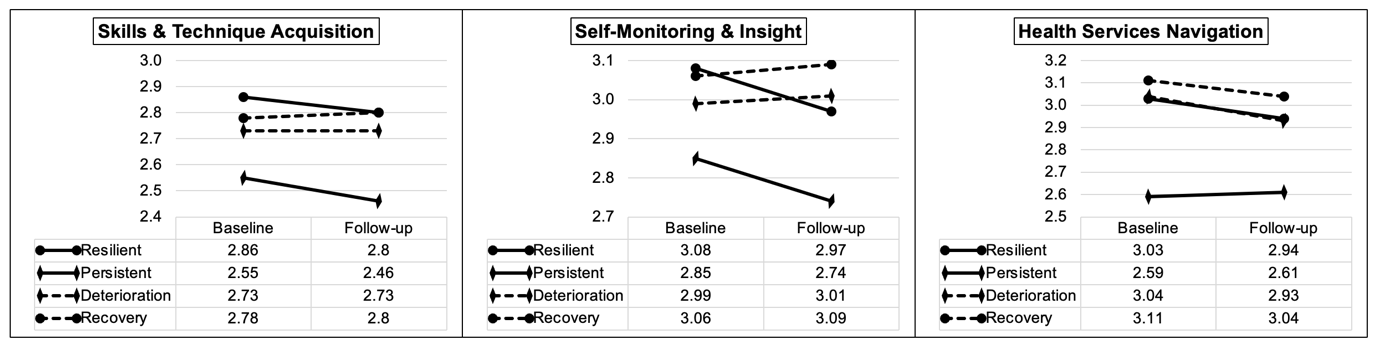 Skills & Technique Acquisition
3.0
2.9
2.8
2.7
2.6
2.5
2.4
Baseline Follow-up
Resilient 2.86 2.8
Persistent 2.55 2.46
Deterioration 2.73 2.73
Recovery 2.78 2.8
Self-Monitoring & Insight
3.1
3.0
2.9
2.8
2.7
Baseline Follow-up
Resilient 3.08 2.97
Persistent 2.85 2.74
Deterioration 2.99 3.01
Recovery 3.06 3.09
Health Services Navigation
3.2
3.1
3.0
2.9
2.8
2.7
2.6
2.5
Baseline Follow-up
Resilient 3.03 2.94
Persistent 2.59 2.61
Deterioration 3.04 2.93
Recovery 3.11 3.04